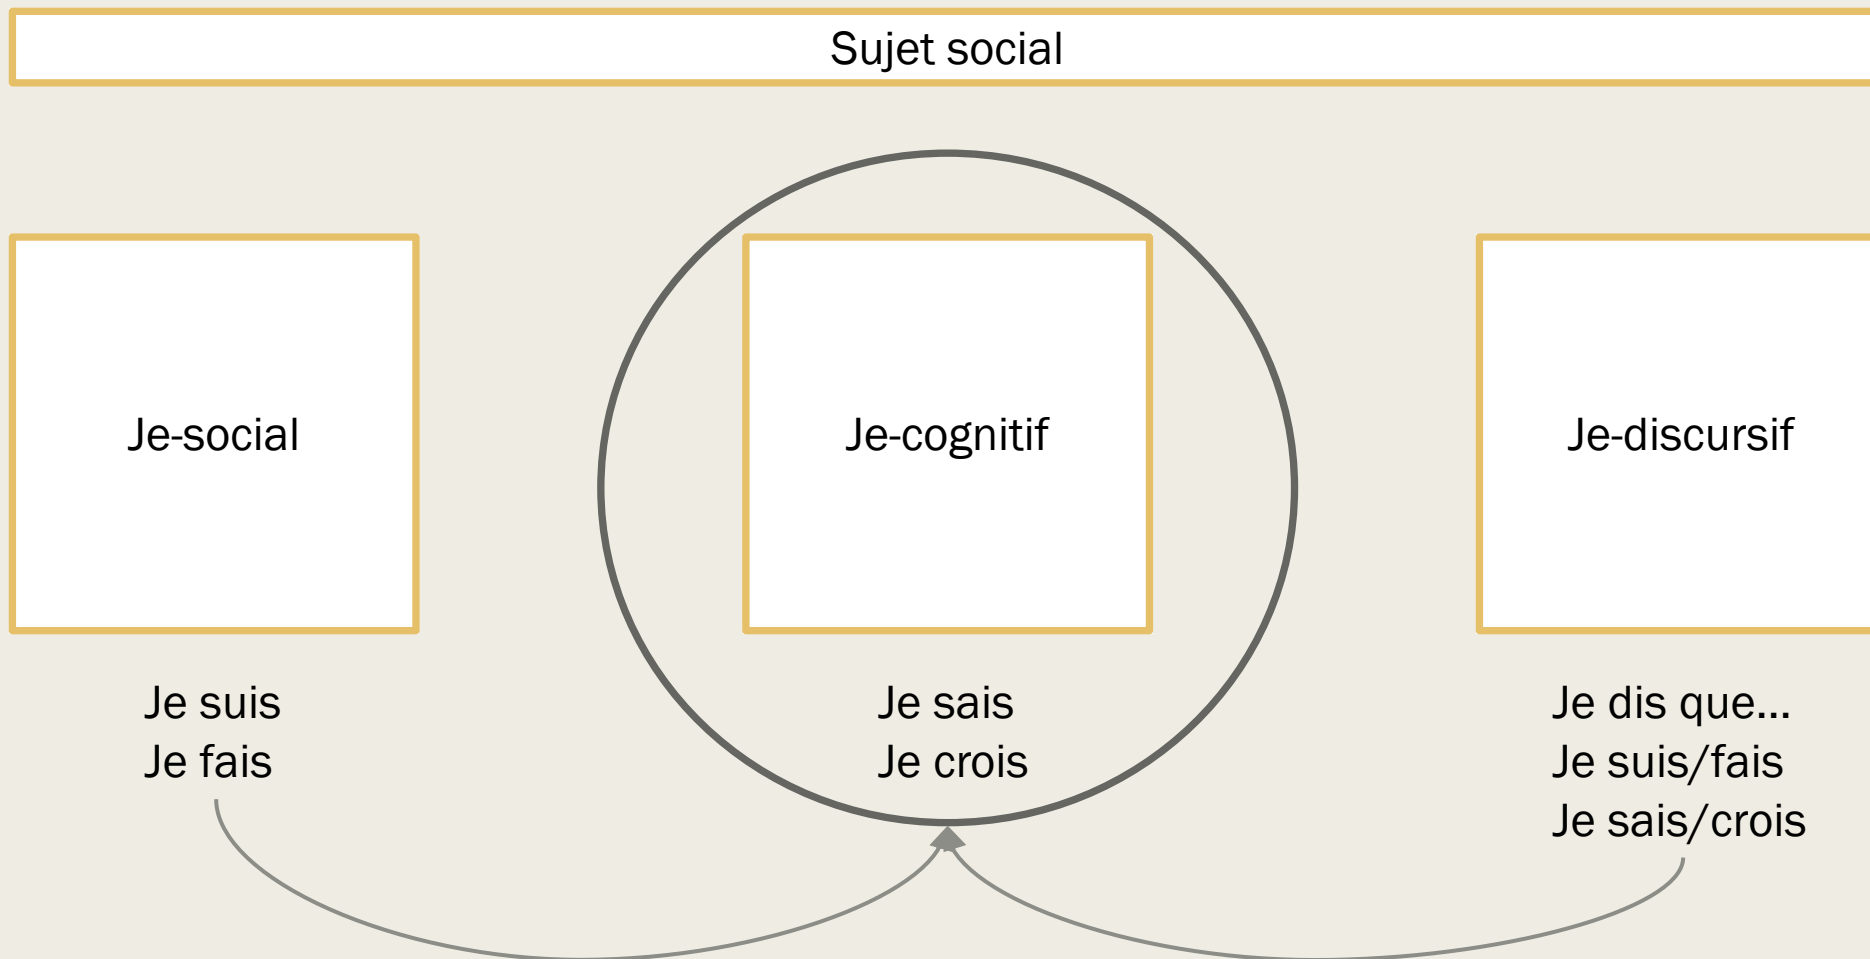 Sujet social
Je-social
Je-cognitif
Je-discursif
Je suis
Je fais
Je sais
Je crois
Je dis que...
Je suis/fais
Je sais/crois